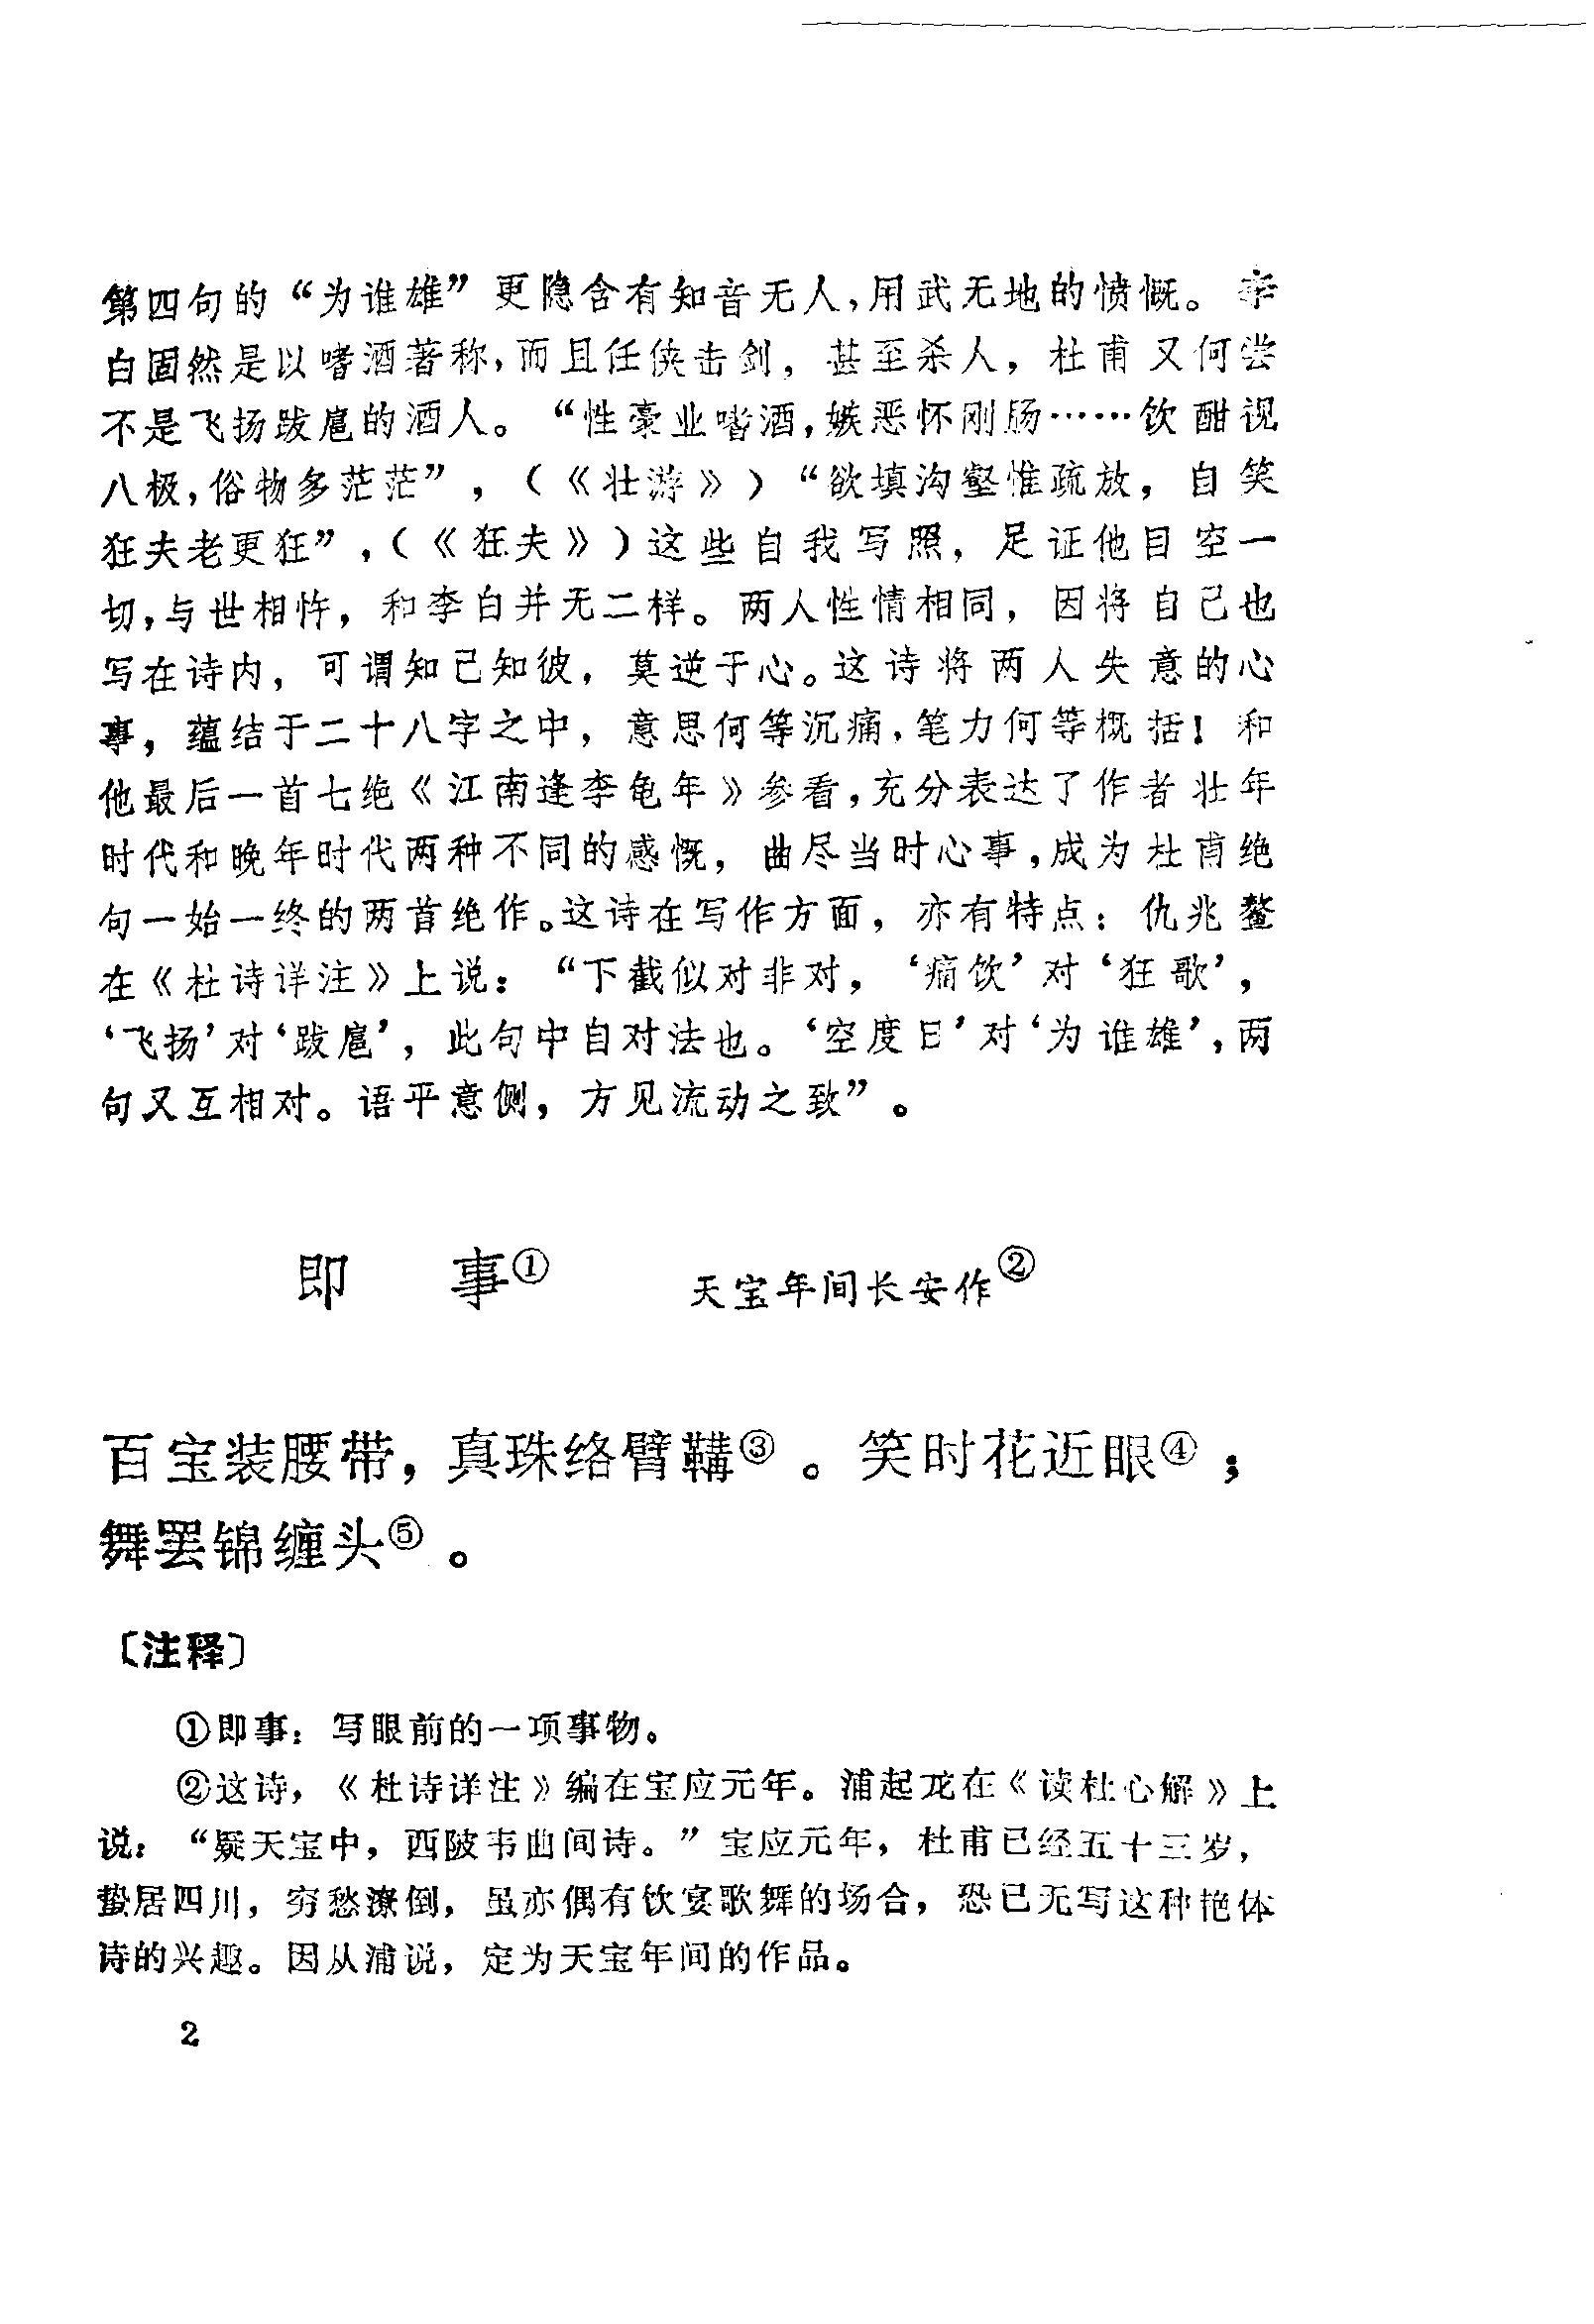 第四句的“为谁雄”更隐含有知音无人,用武无地的愤慨。李
白固然是以嗜酒著称,而且任侠击剑，甚至杀人，杜甫又何尝
不是飞扬跋扈的酒人。“性豪业嗜酒,嫉恶怀刚肠……饮酣视
八极,俗物多茫茫”，（《壮游》）“欲填沟壑惟疏放，自笑
狂夫老更狂”,（《狂夫》）这些自我写照，足证他目空一
切,与世相忤，和李白并无二样。两人性情相同，因将自己也
写在诗内，可谓知己知彼，莫逆于心。这诗将两人失意的心
事，蕴结于二十八字之中，意思何等沉痛,笔力何等概括！和
他最后一首七绝《江南逢李龟年》参看,充分表达了作者壮年
时代和晚年时代两种不同的感慨，曲尽当时心事,成为杜甫绝
句一始一终的两首绝作。这诗在写作方面，亦有特点：仇兆鳌
在《杜诗详注》上说：“下截似对非对，‘痛饮’对‘狂歌’，
‘飞扬’对‘跋扈’，此句中自对法也。‘空度日’对‘为谁雄’,两
句又互相对。语平意侧，方见流动之致”。
即 事① 天宝年间长安作②
百宝装腰带，真珠络臂鞲③。笑时花近眼④；
舞罢锦缠头⑤。
〔注释〕
①即事：写眼前的一项事物。
②这诗，《杜诗详注》编在宝应元年。浦起龙在《读杜心解》上
说：“疑天宝中，西陂韦曲间诗。”宝应元年，杜甫已经五十三岁，
蛰居四川，穷愁潦倒，虽亦偶有饮宴歌舞的场合，恐已无写这种艳体
诗的兴趣。因从浦说，定为天宝年间的作品。
2